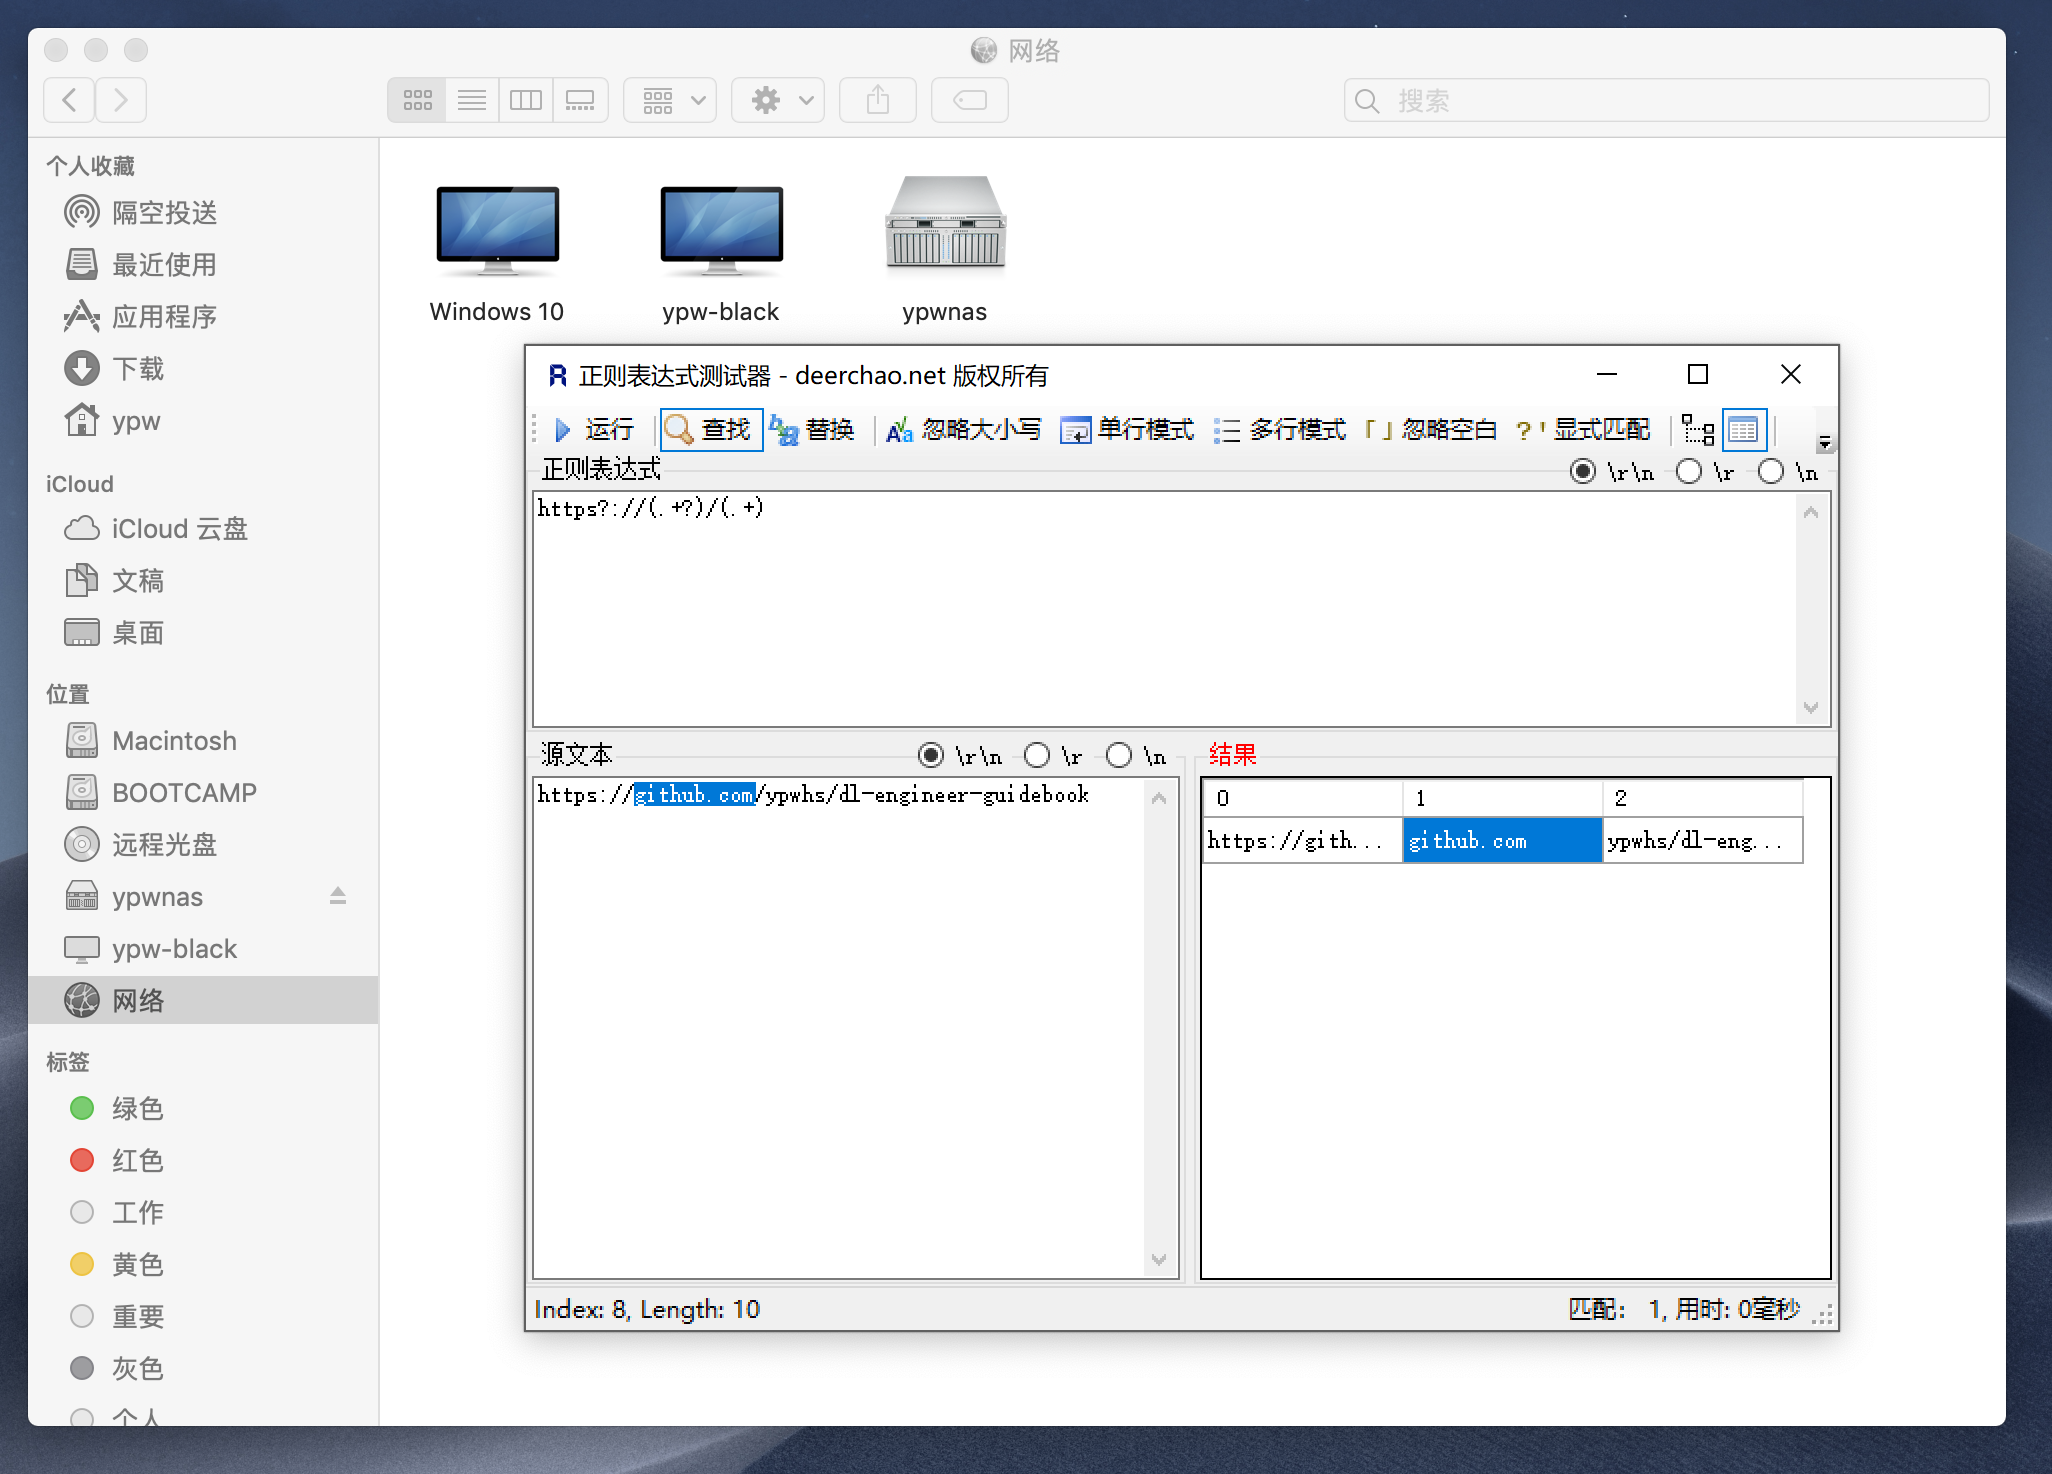 网络
搜索
个人收藏
隔空投送
最近使用
应用程序
下载
ypw
iCloud
iCloud 云盘
文稿
桌面
位置
Macintosh
BOOTCAMP
远程光盘
ypwnas
ypw-black
网络
标签
绿色
红色
工作
黄色
重要
灰色
个人
Windows 10
ypw-black
ypwnas
正则表达式测试器 - deerchao.net 版权所有
运行 查找 替换 忽略大小写 单行模式 多行模式 忽略空白 显式匹配
正则表达式 \r\n \r \n
https?://(.+?)/(.+)
源文本 \r\n \r \n
https://github.com/ypwhs/dl-engineer-guidebook
结果
0 1 2
https://gith... github.com ypwhs/dl-eng...
Index: 8, Length: 10
匹配: 1, 用时: 0毫秒